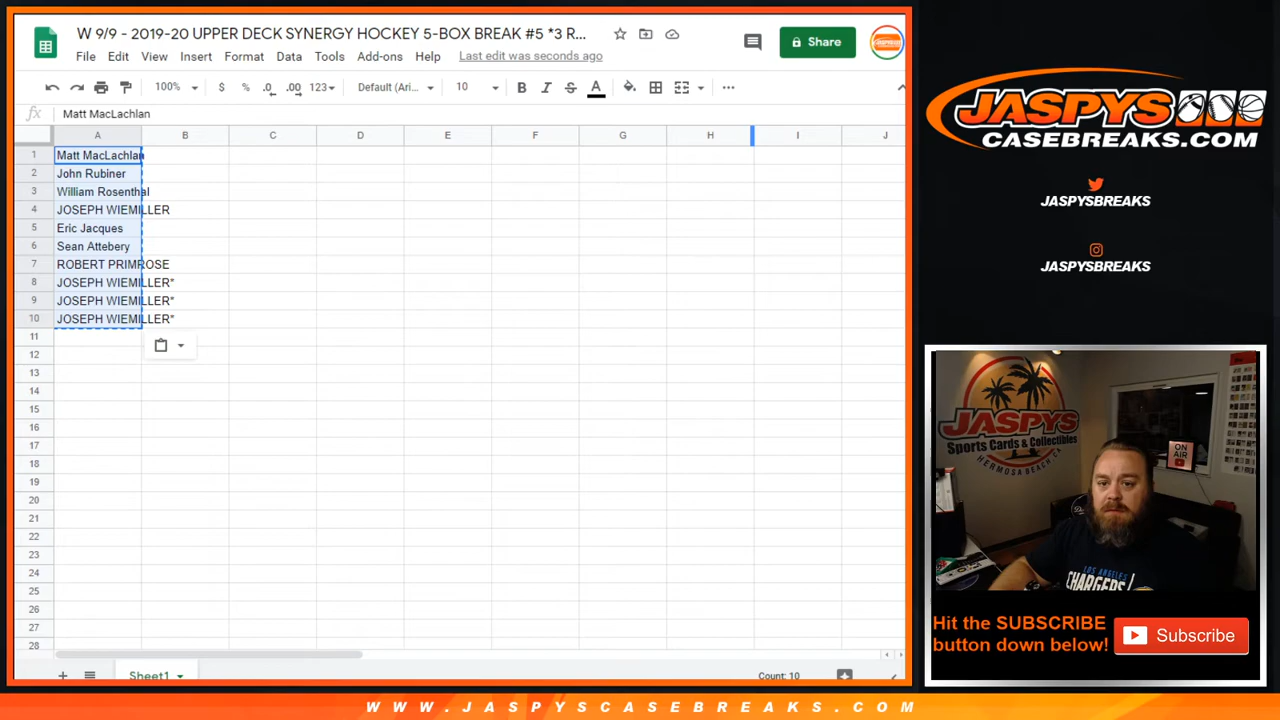 W 9/9 - 2019-20 UPPER DECK SYNERGY HOCKEY 5-BOX BREAK #5 *3 R...
File Edit View Insert Format Data Tools Add-ons Help Last edit was seconds ago
Share
100% $ % .0 .00 123 Default (Ari... 10 B I S A
fx Matt MacLachlan
A B C D E F G H I J
1 Matt MacLachlan
2 John Rubiner
3 William Rosenthal
4 JOSEPH WIEMILLER
5 Eric Jacques
6 Sean Attebery
7 ROBERT PRIMROSE
8 JOSEPH WIEMILLER"
9 JOSEPH WIEMILLER"
10 JOSEPH WIEMILLER"
11
12
13
14
15
16
17
18
19
20
21
22
23
24
25
26
27
28
Sheet1
Count: 10
JASPYS
CASEBREAKS.COM
JASPYSBREAKS
JASPYSBREAKS
JASPYS
Sports Cards & Collectibles
HERMOSA BEACH CA
ON
AIR
LOS ANGELES
CHARGERS
Hit the SUBSCRIBE
button down below!
Subscribe
WWW.JASPYSCASEBREAKS.COM